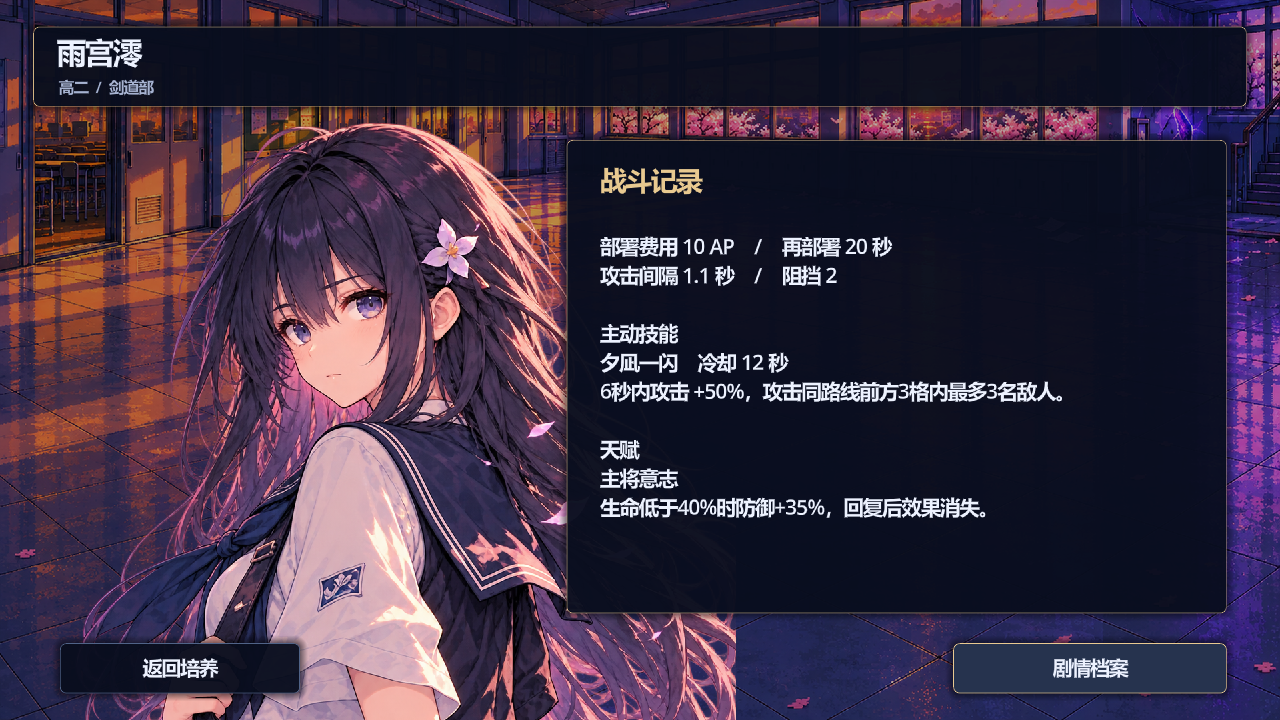 雨宫澪
高二 / 剑道部
战斗记录
部署费用 10 AP / 再部署 20 秒
攻击间隔 1.1 秒 / 阻挡 2
主动技能
夕凪一闪 冷却 12 秒
6秒内攻击 +50%，攻击同路线前方3格内最多3名敌人。
天赋
主将意志
生命低于40%时防御+35%，回复后效果消失。
返回培养
剧情档案